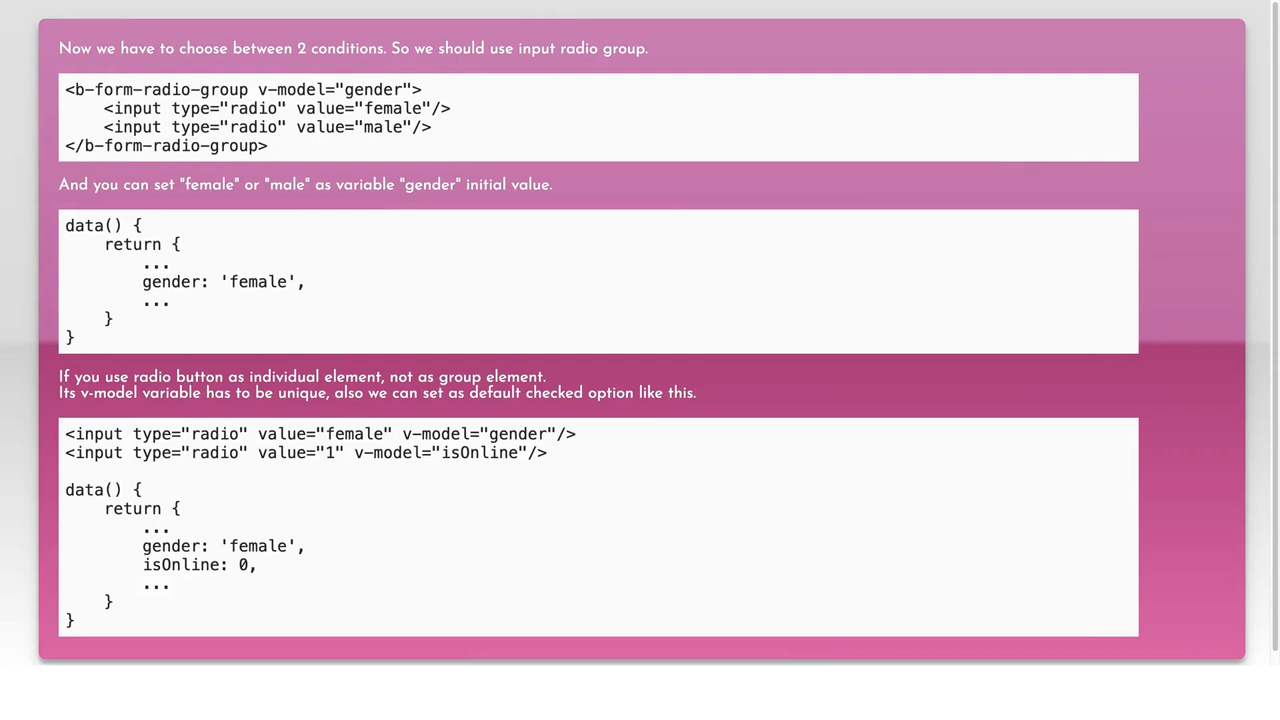 Now we have to choose between 2 conditions. So we should use input radio group.
<b-form-radio-group v-model="gender">
    <input type="radio" value="female"/>
    <input type="radio" value="male"/>
</b-form-radio-group>
And you can set "female" or "male" as variable "gender" initial value.
data() {
    return {
        ...
        gender: 'female',
        ...
    }
}
If you use radio button as individual element, not as group element.
Its v-model variable has to be unique, also we can set as default checked option like this.
<input type="radio" value="female" v-model="gender"/>
<input type="radio" value="1" v-model="isOnline"/>
data() {
    return {
        ...
        gender: 'female',
        isOnline: 0,
        ...
    }
}